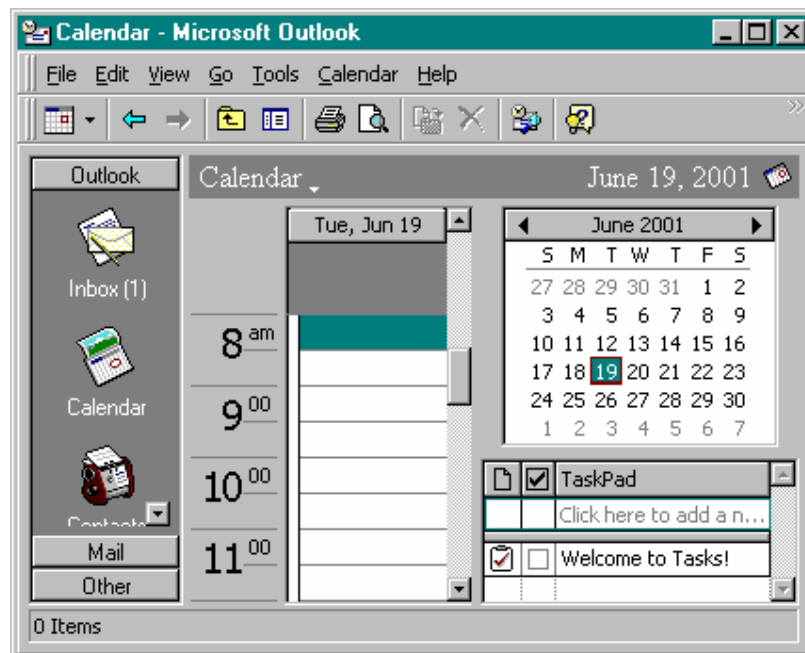 Calendar - Microsoft Outlook
File Edit View Go Tools Calendar Help
Outlook
Inbox (1)
Calendar
Contacts
Mail
Other
Calendar
June 19, 2001
Tue, Jun 19
8 am
9 00
10 00
11 00
June 2001
S M T W T F S
27 28 29 30 31 1 2
3 4 5 6 7 8 9
10 11 12 13 14 15 16
17 18 19 20 21 22 23
24 25 26 27 28 29 30
1 2 3 4 5 6 7
TaskPad
Click here to add a n...
Welcome to Tasks!
0 Items